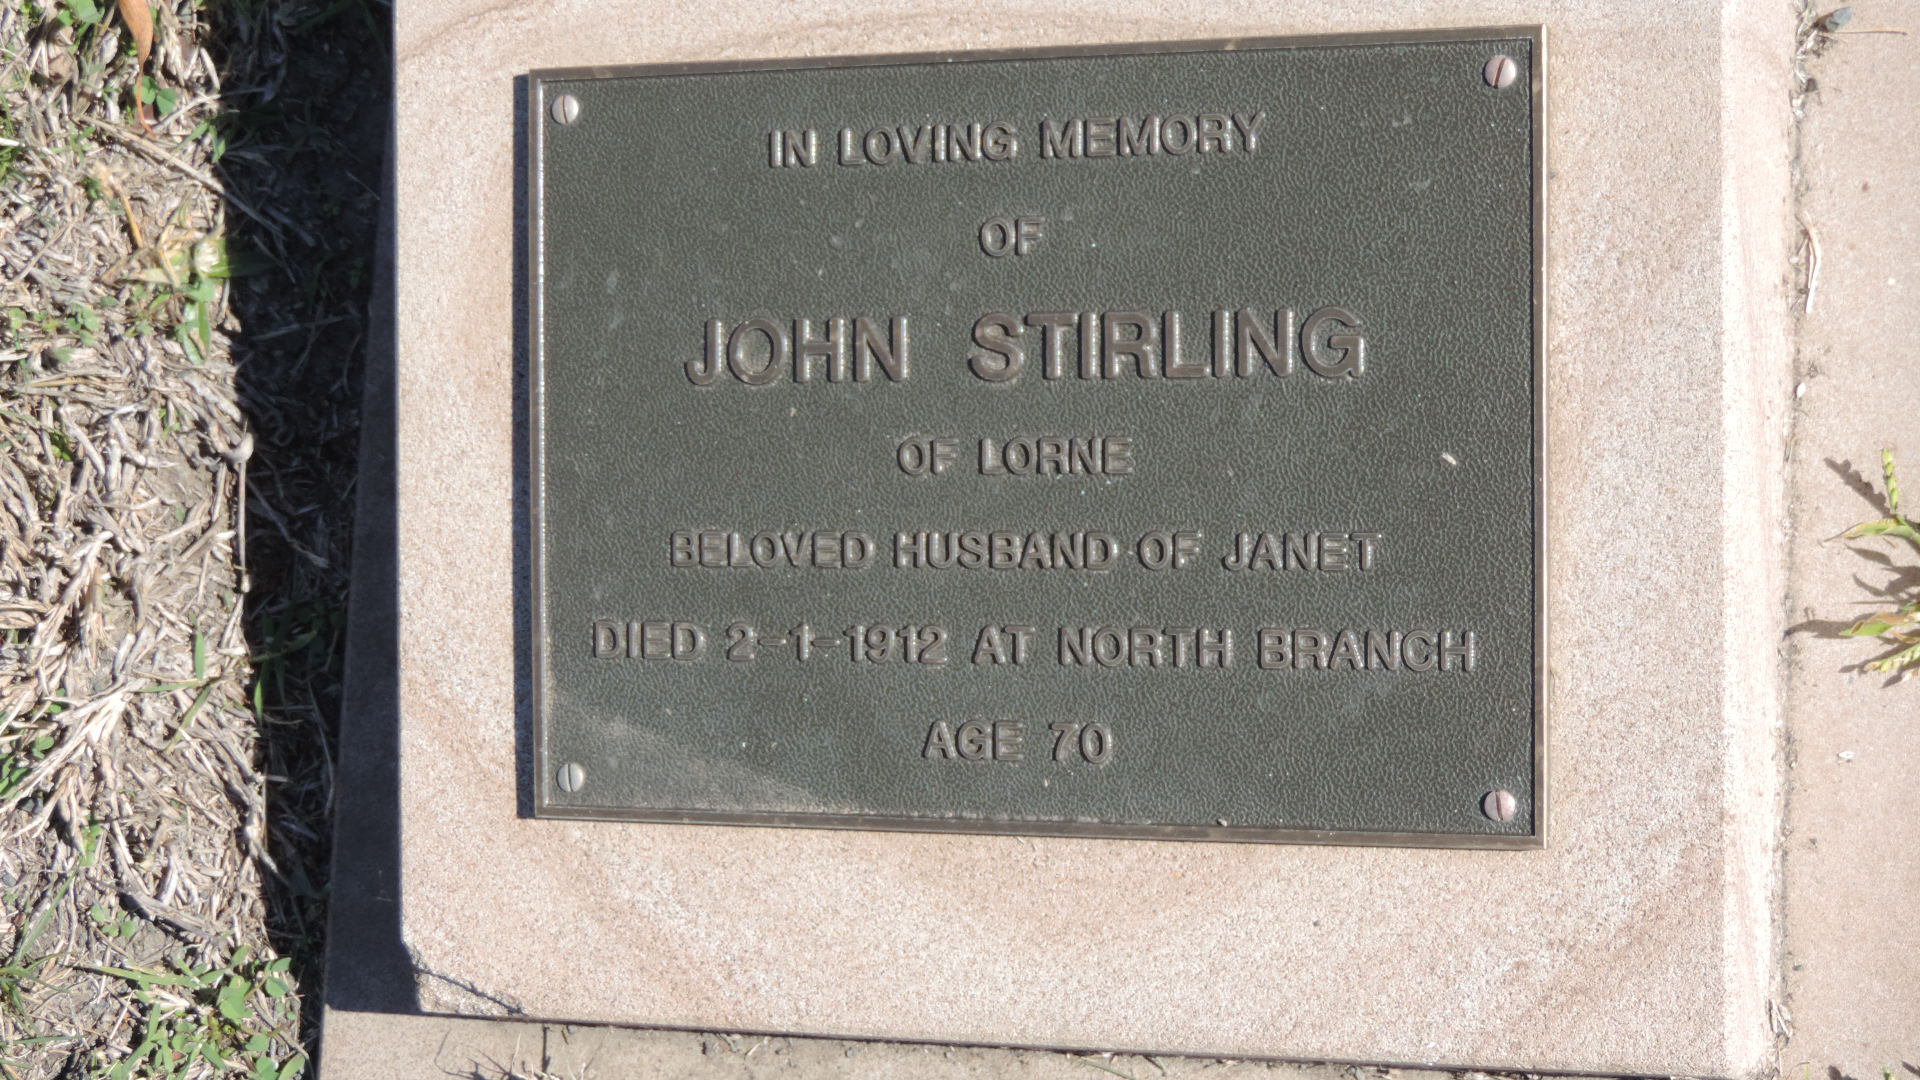 IN LOVING MEMORY
OF
JOHN STIRLING
OF LORNE
BELOVED HUSBAND OF JANET
DIED 2-1-1912 AT NORTH BRANCH
AGE 70